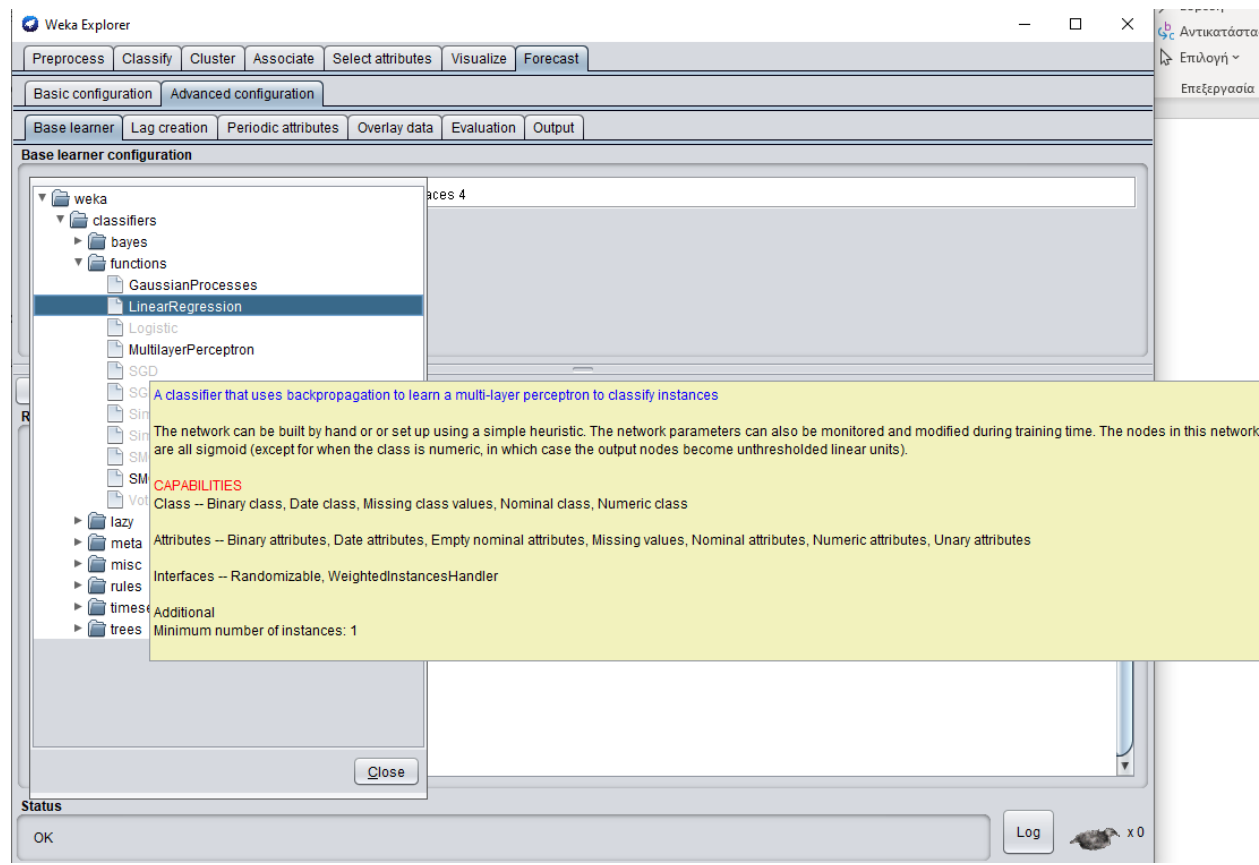 Weka Explorer
Αντικατάστα
Preprocess Classify Cluster Associate Select attributes Visualize Forecast
Επιλογή
Basic configuration Advanced configuration
Επεξεργασία
Base learner Lag creation Periodic attributes Overlay data Evaluation Output
Base learner configuration
aces 4
weka
classifiers
bayes
functions
GaussianProcesses
LinearRegression
Logistic
MultilayerPerceptron
SGD
SG
Sim
Sim
SM
SM
Vot
lazy
meta
misc
rules
timese
trees
A classifier that uses backpropagation to learn a multi-layer perceptron to classify instances
The network can be built by hand or or set up using a simple heuristic. The network parameters can also be monitored and modified during training time. The nodes in this network
are all sigmoid (except for when the class is numeric, in which case the output nodes become unthresholded linear units).
CAPABILITIES
Class -- Binary class, Date class, Missing class values, Nominal class, Numeric class
Attributes -- Binary attributes, Date attributes, Empty nominal attributes, Missing values, Nominal attributes, Numeric attributes, Unary attributes
Interfaces -- Randomizable, WeightedInstancesHandler
Additional
Minimum number of instances: 1
R
Close
Status
OK
Log
x 0